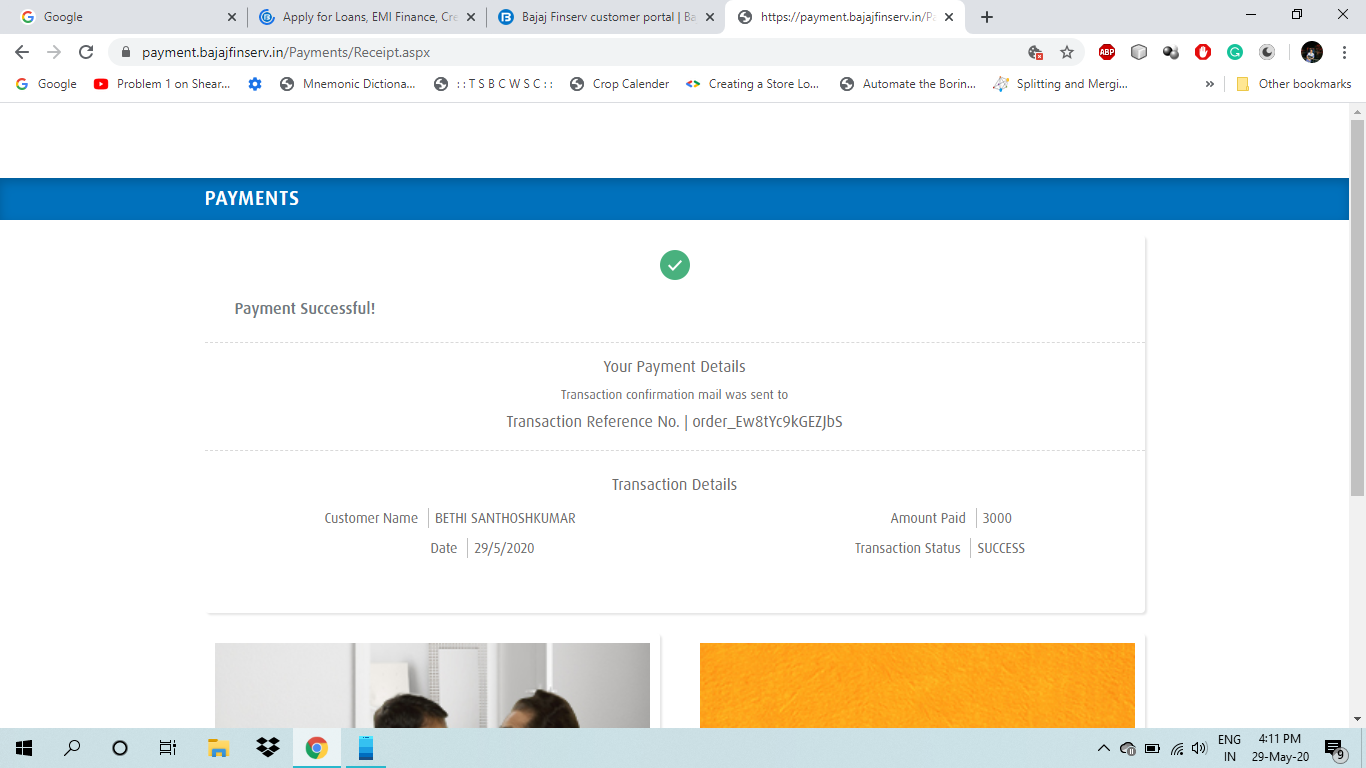 Google
Apply for Loans, EMI Finance, Cre
Bajaj Finserv customer portal | Ba
https://payment.bajajfinserv.in/Pa
payment.bajajfinserv.in/Payments/Receipt.aspx
ABP
Google
Problem 1 on Shear...
Mnemonic Dictiona...
: : T S B C W S C : :
Crop Calender
Creating a Store Lo...
Automate the Borin...
Splitting and Mergi...
»
Other bookmarks
PAYMENTS
Payment Successful!
Your Payment Details
Transaction confirmation mail was sent to
Transaction Reference No. | order_Ew8tYc9kGEZJbS
Transaction Details
Customer Name | BETHI SANTHOSHKUMAR
Amount Paid | 3000
Date | 29/5/2020
Transaction Status | SUCCESS
ENG
IN
4:11 PM
29-May-20
9